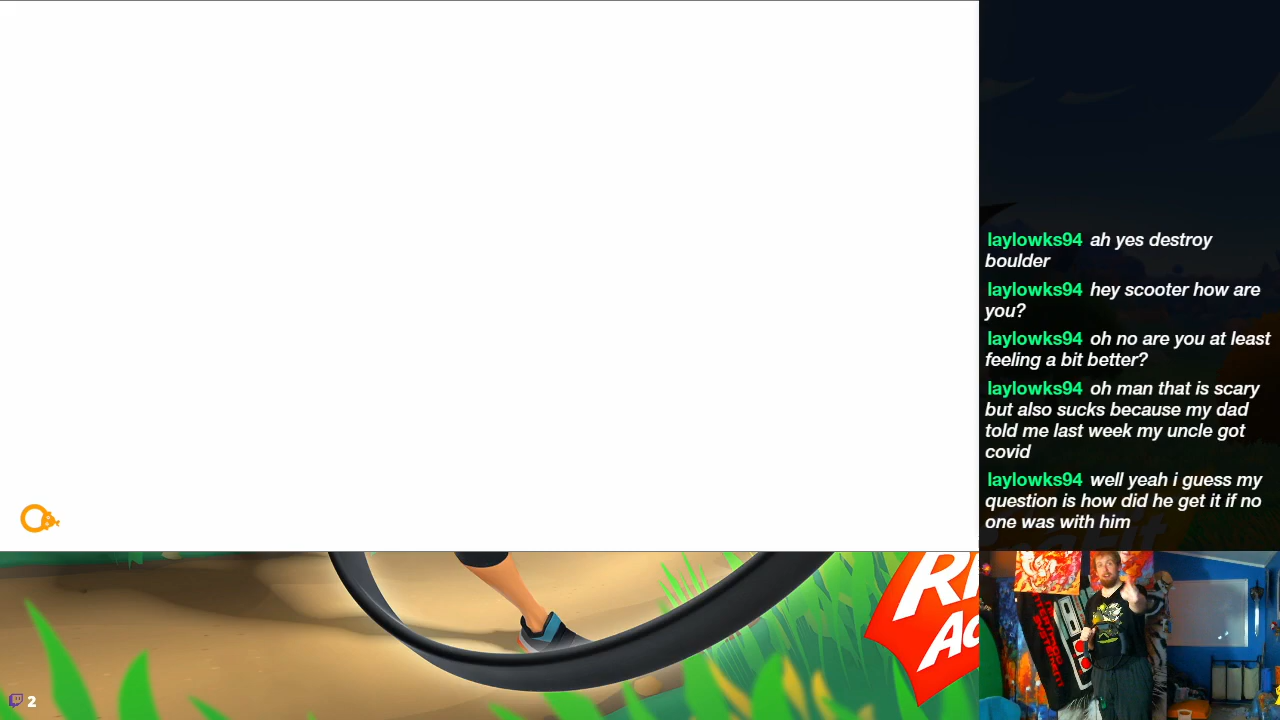 laylowks94 ah yes destroy
boulder
laylowks94 hey scooter how are
you?
laylowks94 oh no are you at least
feeling a bit better?
laylowks94 oh man that is scary
but also sucks because my dad
told me last week my uncle got
covid
laylowks94 well yeah i guess my
question is how did he get it if no
one was with him
2